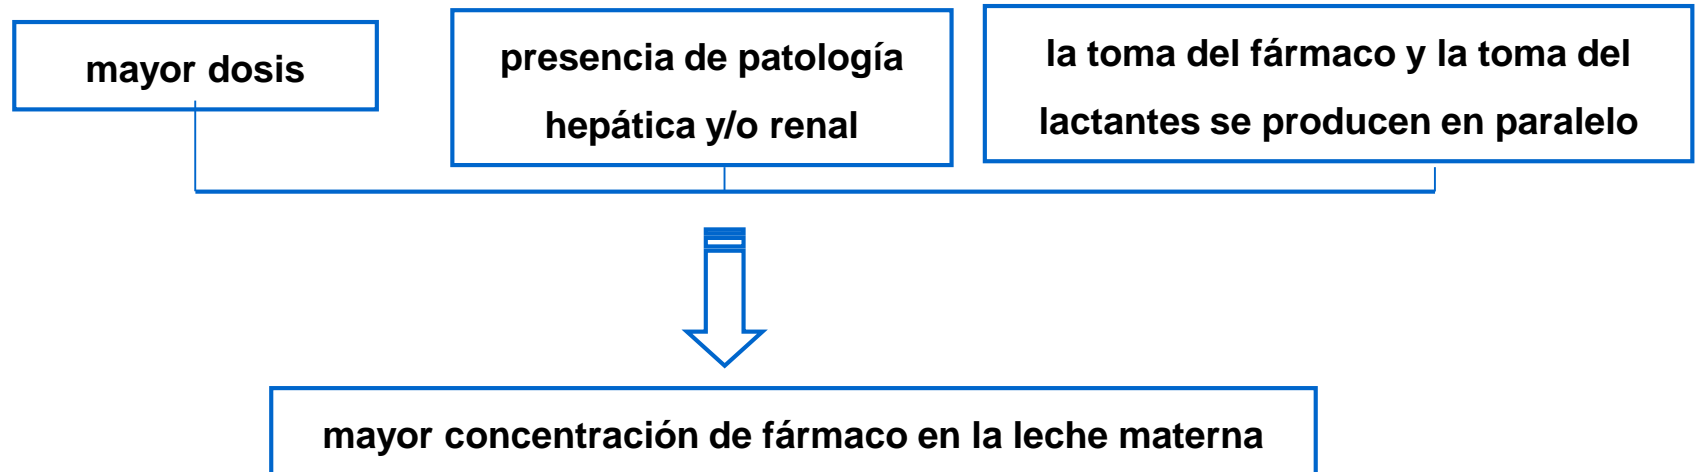 mayor dosis
presencia de patología
hepática y/o renal
la toma del fármaco y la toma del
lactantes se producen en paralelo
mayor concentración de fármaco en la leche materna